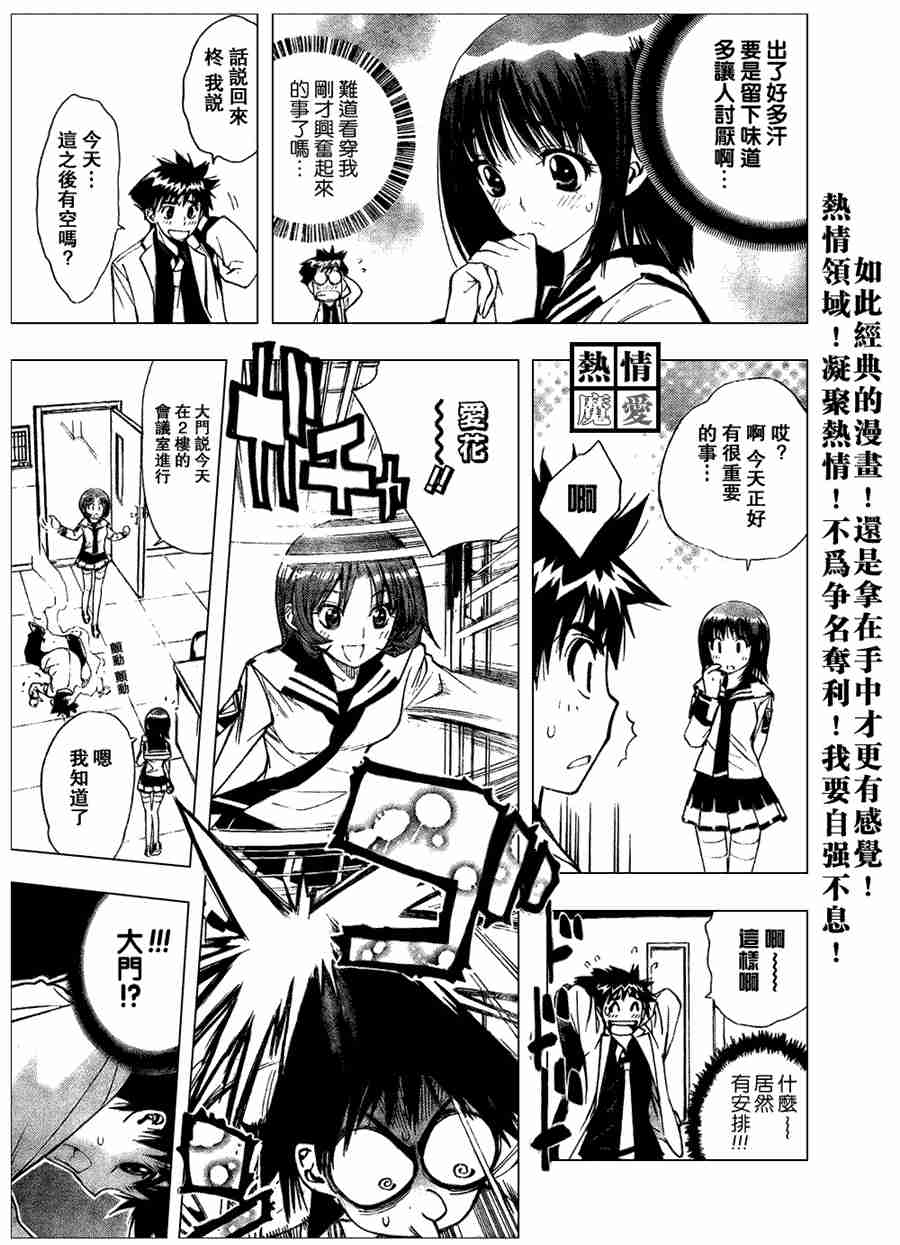 出了好多汗
要是留下味道
多讓人討厭啊…
難道看穿我
剛才興奮起來
的事了嗎…
話說回來
柊 我說
今天…
這之後有空嗎？
熱情
魔愛
哎？
啊 今天正好
有很重要
的事…
啊
愛花
大門説今天
在2樓的
會議室進行
顫動 顫動
嗯
我知道了
啊～
這樣啊
什麼～
居然
有安排!!!
!!!
大門!?
如此經典的漫畫！還是拿在手中才更有感覺！
熱情領域！凝聚熱情！不爲争名奪利！我要自强不息！